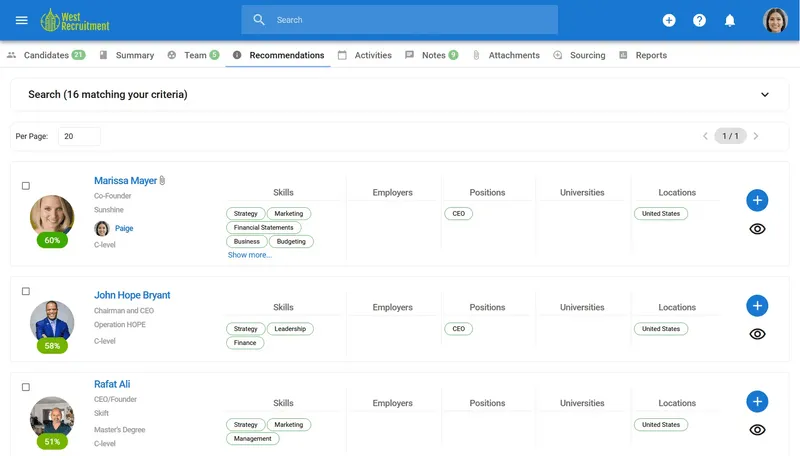 West
Recruitment
Search
Candidates 21 Summary Team 5 Recommendations Activities Notes 9 Attachments Sourcing Reports
Search (16 matching your criteria)
Per Page: 20 1 / 1
Marissa Mayer
Co-Founder
Sunshine
Paige
C-level
60%
Skills Employers Positions Universities Locations
Strategy Marketing CEO United States
Financial Statements
Business Budgeting
Show more...
John Hope Bryant
Chairman and CEO
Operation HOPE
C-level
58%
Skills Employers Positions Universities Locations
Strategy Leadership CEO United States
Finance
Rafat Ali
CEO/Founder
Skift
Master's Degree
C-level
51%
Skills Employers Positions Universities Locations
Strategy Marketing United States
Management